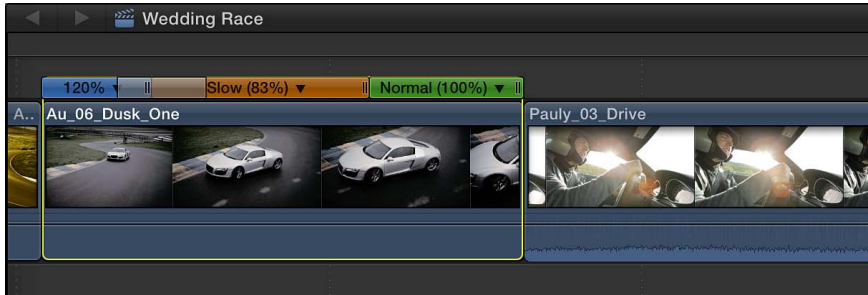 Wedding Race
120% Slow (83%) Normal (100%)
A.. Au_06_Dusk_One Pauly_03_Drive